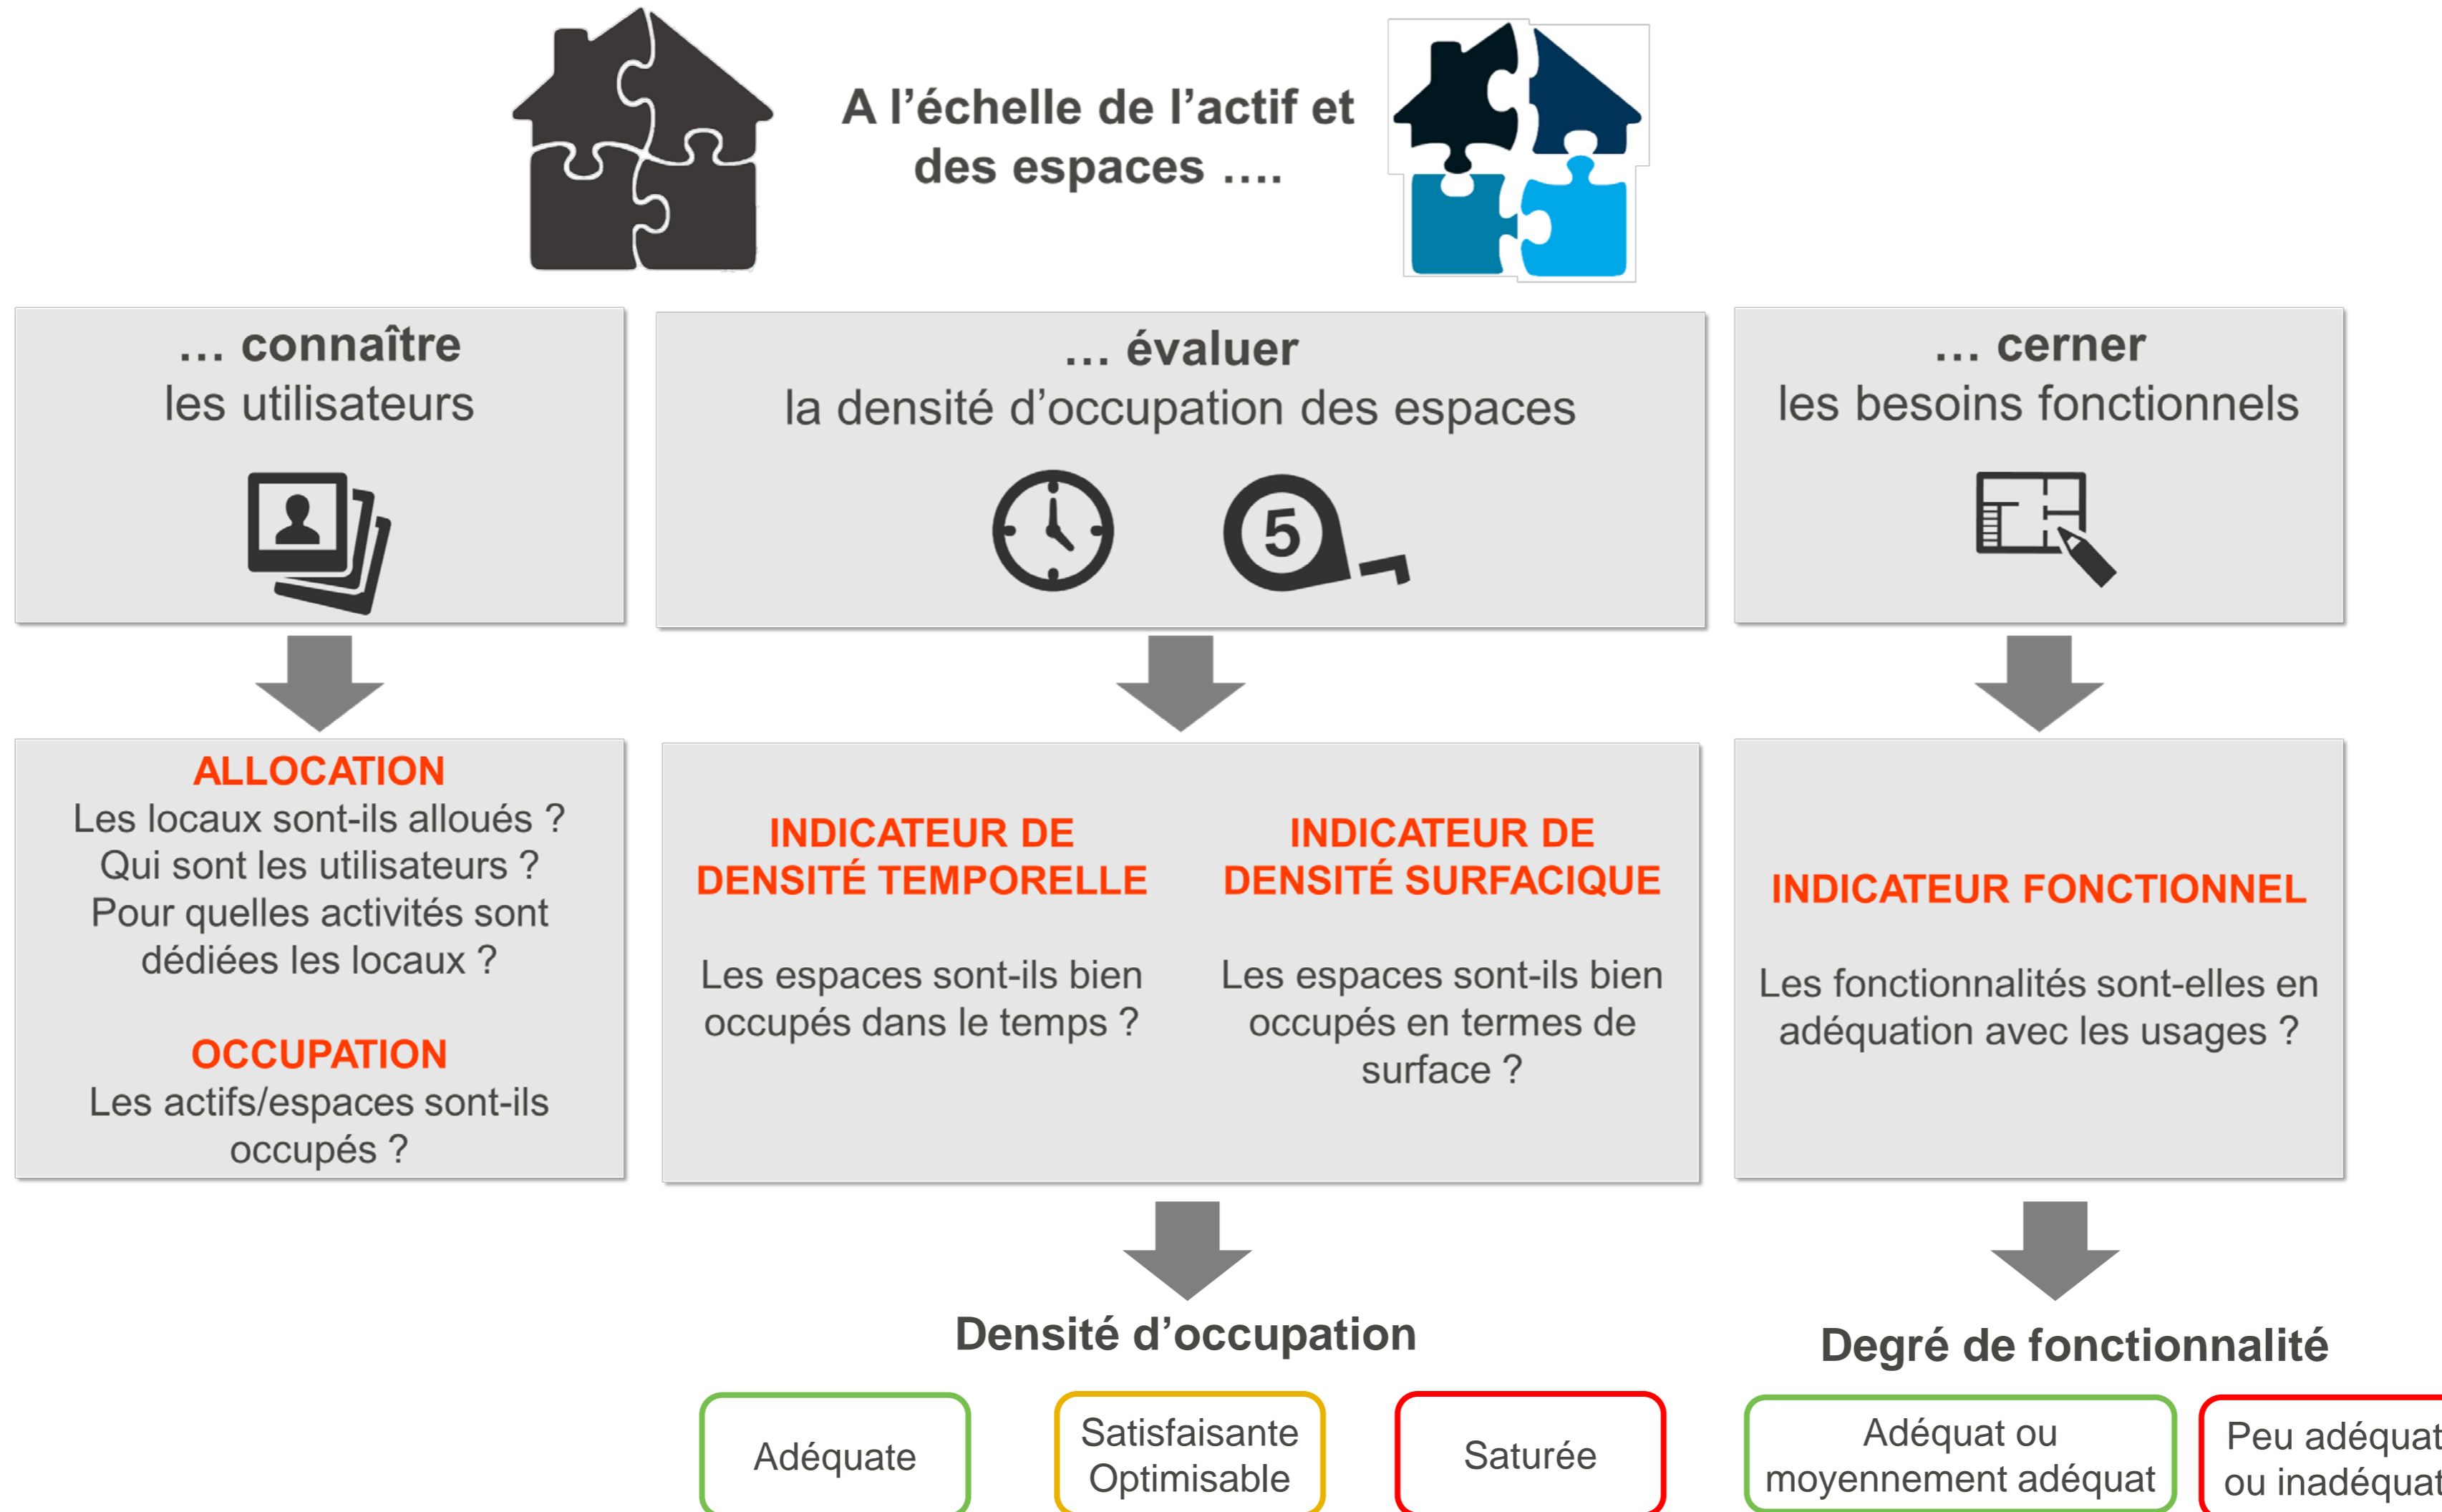 A l’échelle de l’actif et
des espaces ….
… connaître
les utilisateurs
… évaluer
la densité d’occupation des espaces
5
… cerner
les besoins fonctionnels
ALLOCATION
Les locaux sont-ils alloués ?
Qui sont les utilisateurs ?
Pour quelles activités sont
dédiées les locaux ?
OCCUPATION
Les actifs/espaces sont-ils
occupés ?
INDICATEUR DE
DENSITÉ TEMPORELLE
Les espaces sont-ils bien
occupés dans le temps ?
INDICATEUR DE
DENSITÉ SURFACIQUE
Les espaces sont-ils bien
occupés en termes de
surface ?
INDICATEUR FONCTIONNEL
Les fonctionnalités sont-elles en
adéquation avec les usages ?
Densité d’occupation
Adéquate
Satisfaisante
Optimisable
Saturée
Degré de fonctionnalité
Adéquat ou
moyennement adéquat
Peu adéquat
ou inadéquat